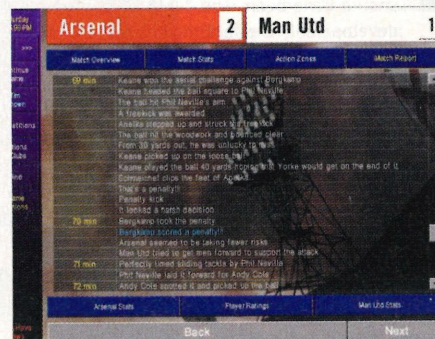 Arsenal 2 Man Utd 1
Match Overview Match Stats Action Zones Match Report
69 min Keane won the aerial challenge against Bergkamp
Keane headed the ball square to Phil Neville
The ball hit Phil Neville's arm
A freekick was awarded
Anelka stepped up and struck the freekick
The ball hit the woodwork and bounced clear
From 30 yards out, he was unlucky to
Keane picked up on the loose
Keane played the ball 40 yards Yorke would get on the end of it
Schmeichel clips the feet of
That's a penalty!!
Penalty kick
It looked a harsh decision
70 min Bergkamp took the penalty
Bergkamp scored a penalty!!
Arsenal seemed to be taking fewer risks
Man Utd tried to get men forward to support the attack
71 min Perfectly timed sliding tackle by Phil Neville
Phil Neville laid it forward for Andy Cole
72 min Andy Cole spotted it and picked up the ball
Arsenal Stats Player Ratings Man Utd Stats
Back Next